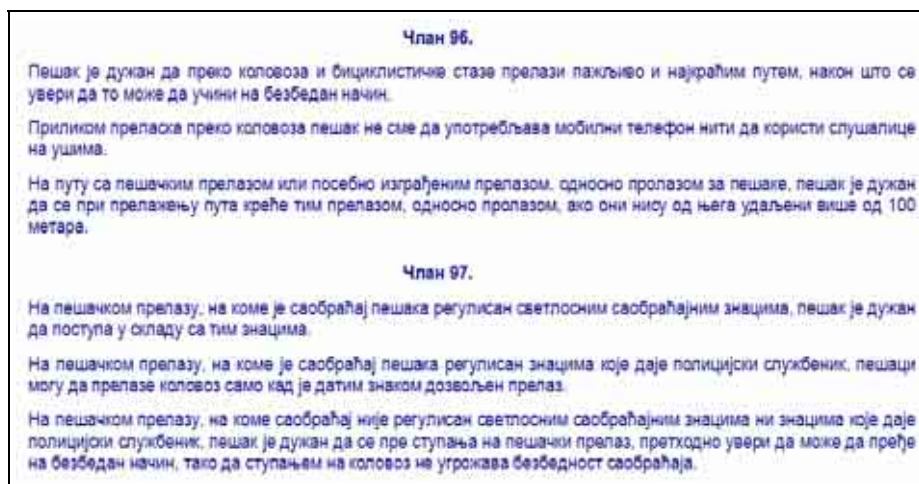 Члан 96.
Пешак је дужан да преко коловоза и бициклистичке стазе прелази пажљиво и најкраћим путем, након што се
увери да то може да учини на безбедан начин.
Приликом преласка преко коловоза пешак не сме да употребљава мобилни телефон нити да користи слушалице
на ушима.
На путу са пешачким прелазом или посебно изграђеним прелазом, односно пролазом за пешаке, пешак је дужан
да се при прелажењу пута креће тим прелазом, односно пролазом, ако они нису од њега удаљени више од 100
метара.
Члан 97.
На пешачком прелазу, на коме је саобраћај пешака регулисан светлосним саобраћајним знацима, пешак је дужан
да поступа у складу са тим знацима.
На пешачком прелазу, на коме је саобраћај пешака регулисан знацима које даје полицијски службеник, пешаци
могу да прелазе коловоз само кад је датим знаком дозвољен прелаз.
На пешачком прелазу, на коме саобраћај није регулисан светлосним саобраћајним знацима ни знацима које даје
полицијски службеник, пешак је дужан да се пре ступања на пешачки прелаз, претходно увери да може да пређе
на безбедан начин, тако да ступањем на коловоз не угрожава безбедност саобраћаја.